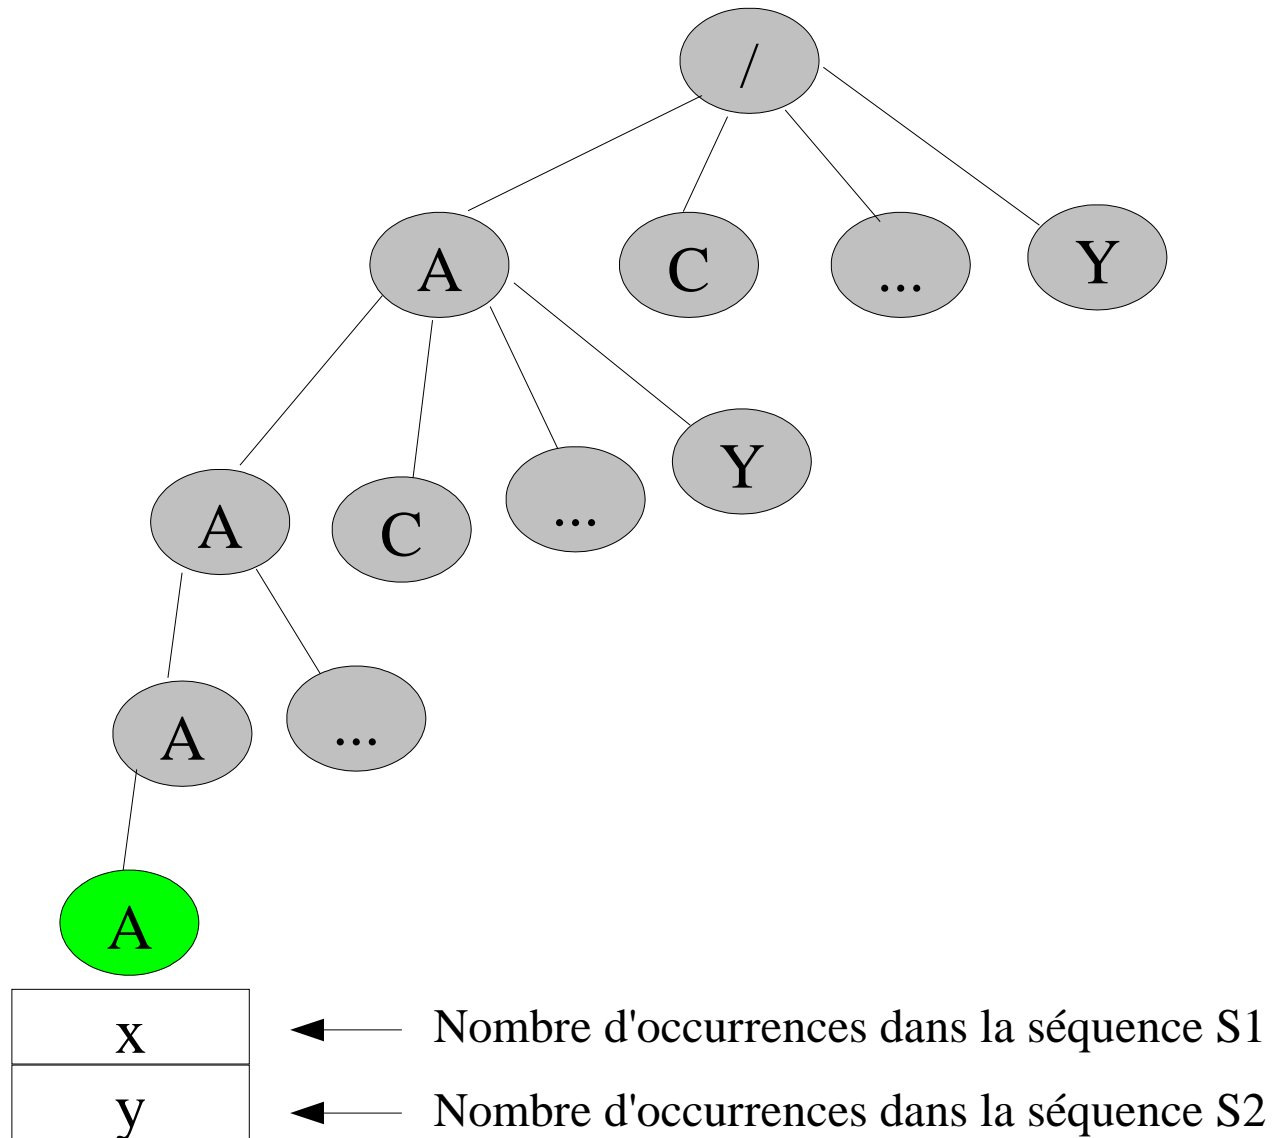 /
A C ... Y
A C ... Y
A ...
A
x
Nombre d'occurrences dans la séquence S1
y
Nombre d'occurrences dans la séquence S2